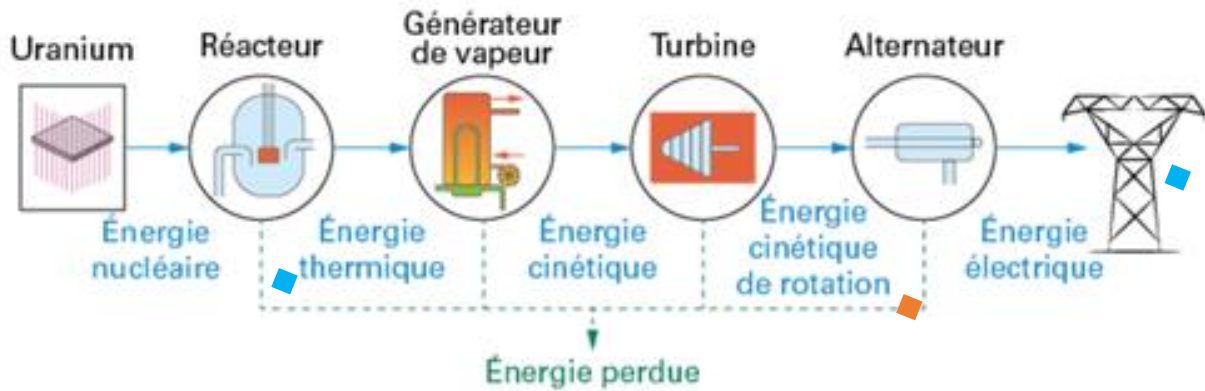 Uranium
Réacteur
Générateur
de vapeur
Turbine
Alternateur
Énergie
nucléaire
Énergie
thermique
Énergie
cinétique
Énergie
cinétique
de rotation
Énergie
électrique
Énergie perdue